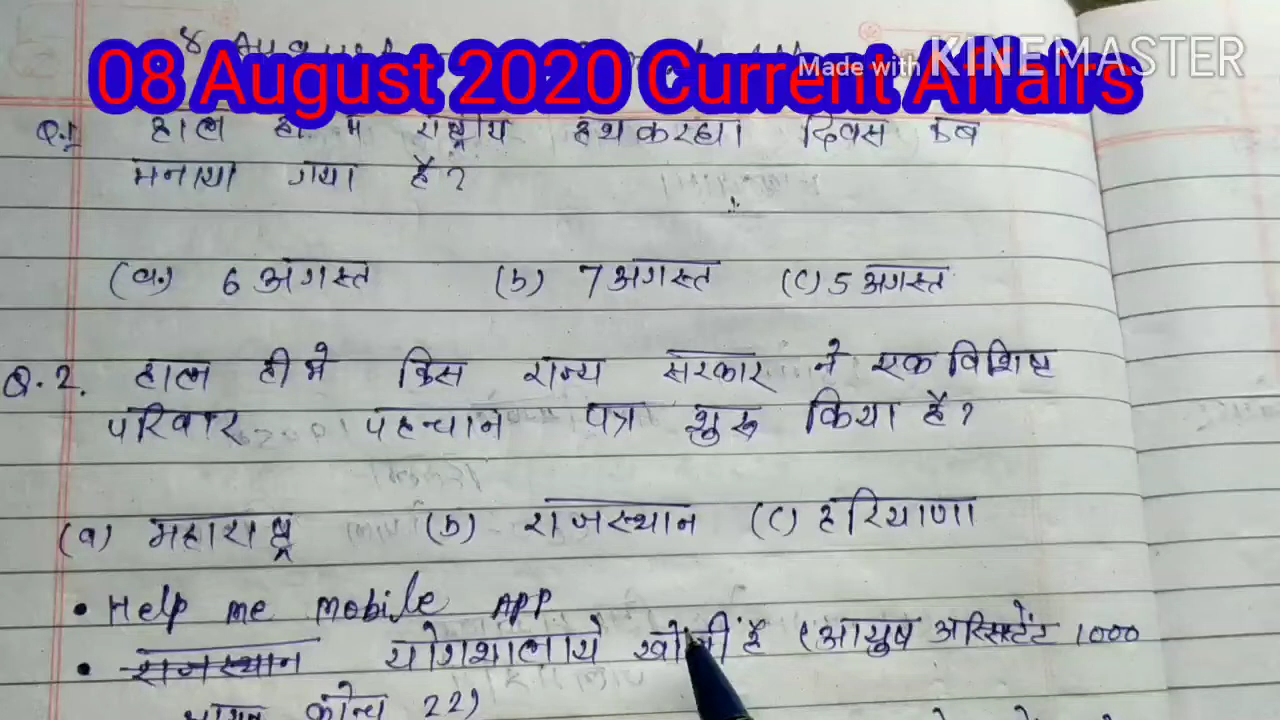 08 August 2020 Current Affairs
Made with KINEMASTER
Q.1 हाल ही में राष्ट्रीय हथकरघा दिवस कब
मनाया गया है?
(a) 6 अगस्त (b) 7 अगस्त (c) 5 अगस्त
Q.2. हाल ही मे किस राज्य सरकार ने एक विशिष्ट
परिवार पहचान पत्र शुरू किया है?
(a) महाराष्ट्र (b) राजस्थान (c) हरियाणा
• Help me mobile APP
• राजस्थान योगशालाये खोली है (आयुष असिस्टेंट 1000
22)